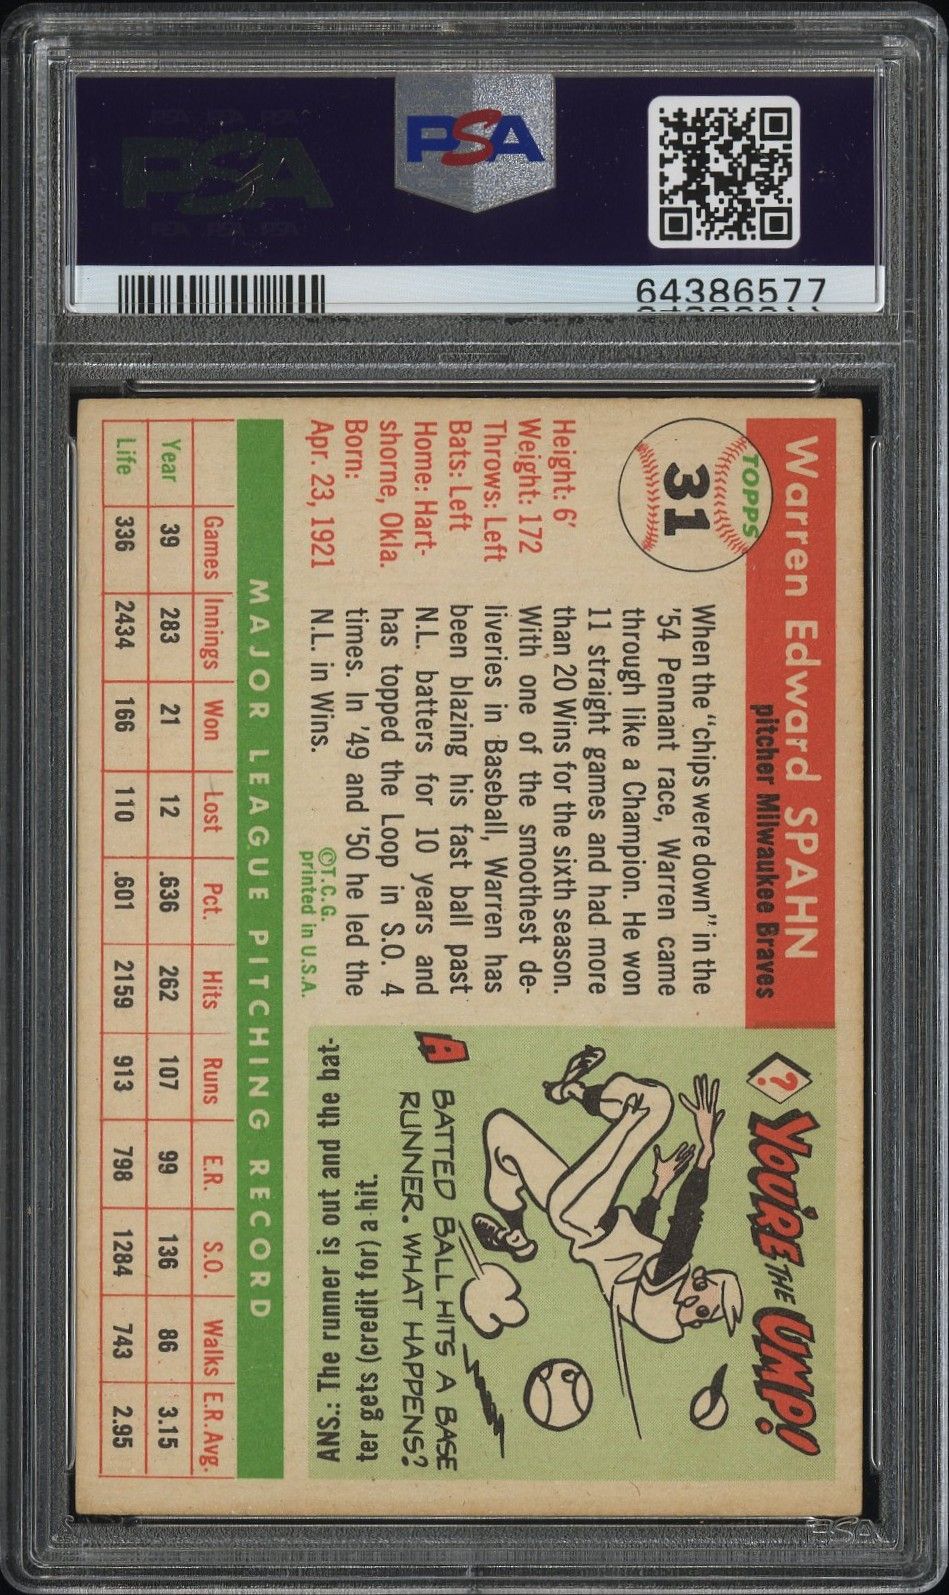 PSA PSA PSA
PSA
PSA PSA PSA
PSA
64386577
Warren Edward SPAHN
pitcher Milwaukee Braves
TOPPS
31
Height: 6'
Weight: 172
Throws: Left
Bats: Left
Home: Hart-
shorne, Okla.
Born:
Apr. 23, 1921
When the "chips were down" in the
'54 Pennant race, Warren came
through like a Champion. He won
11 straight games and had more
than 20 Wins for the sixth season.
With one of the smoothest de-
liveries in Baseball, Warren has
been blazing his fast ball past
N.L. batters for 10 years and
has topped the Loop in S.O. 4
times. In '49 and '50 he led the
N.L. in Wins.
©T.C.G.
printed in U.S.A.
? YOU'RE THE UMP!
A BATTED BALL HITS A BASE
RUNNER. WHAT HAPPENS?
ANS.: The runner is out and the bat-
ter gets (credit for) a hit.
MAJOR LEAGUE PITCHING RECORD
Games Innings Won Lost Pct. Hits Runs E.R. S.O. Walks E.R.Avg.
Year 39 283 21 12 .636 262 107 99 136 86 3.15
Life 336 2434 166 110 .601 2159 913 798 1284 743 2.95
PSA